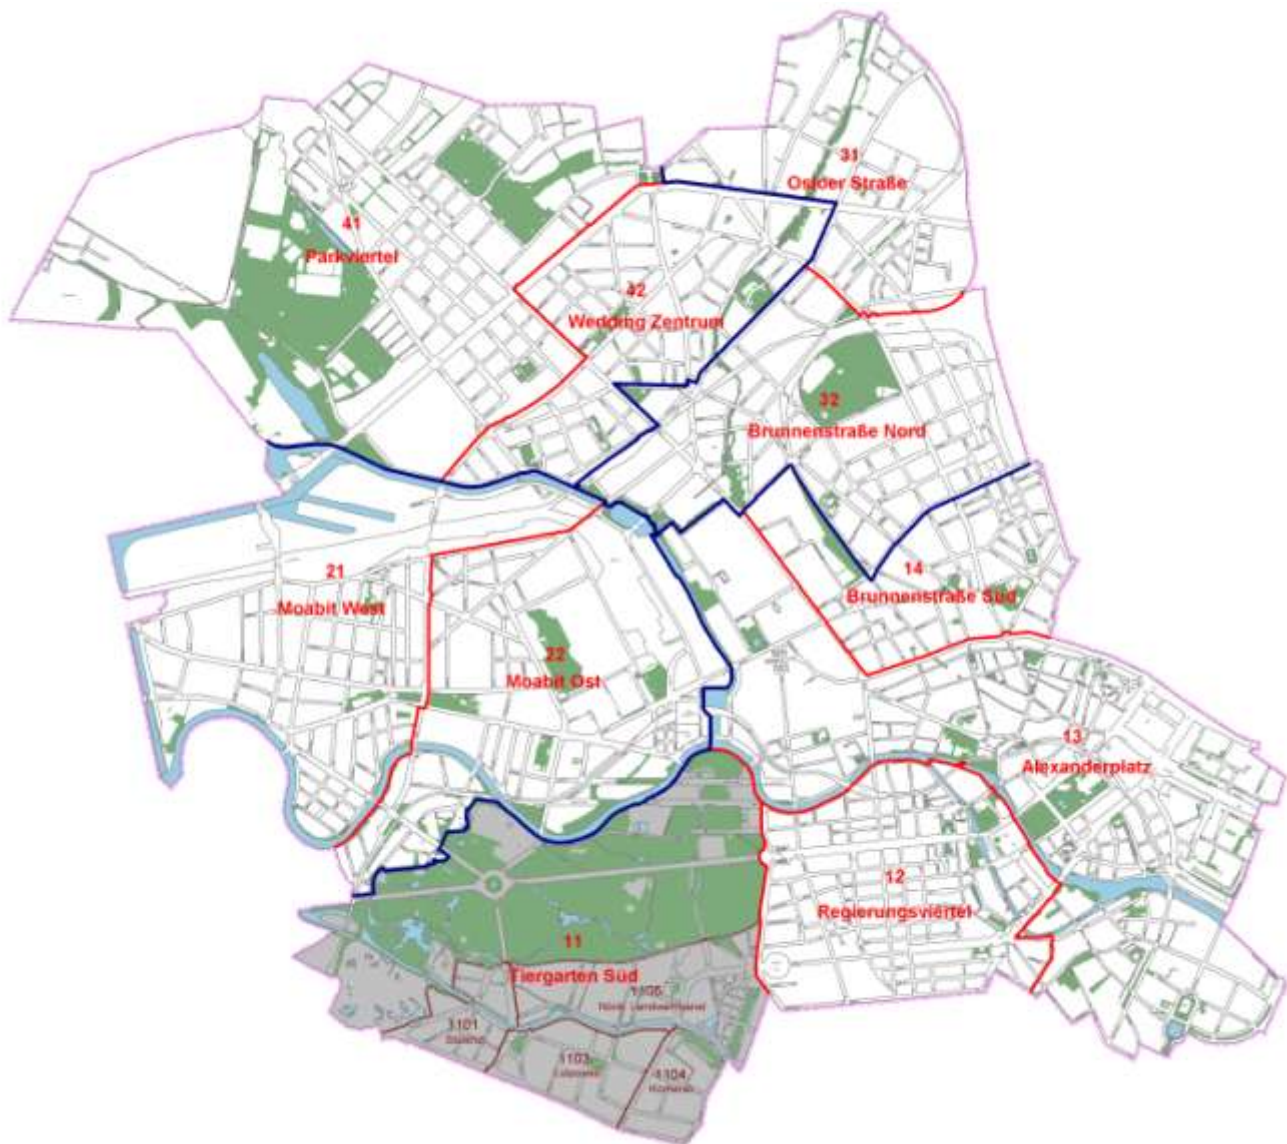 31
Osloer Straße
41
Parkviertel
42
Wedding Zentrum
32
Brunnenstraße Nord
21
Moabit West
14
Brunnenstraße Süd
22
Moabit Ost
13
Alexanderplatz
12
Regierungsviertel
11
Tiergarten Süd
1105
1101
1103
1104